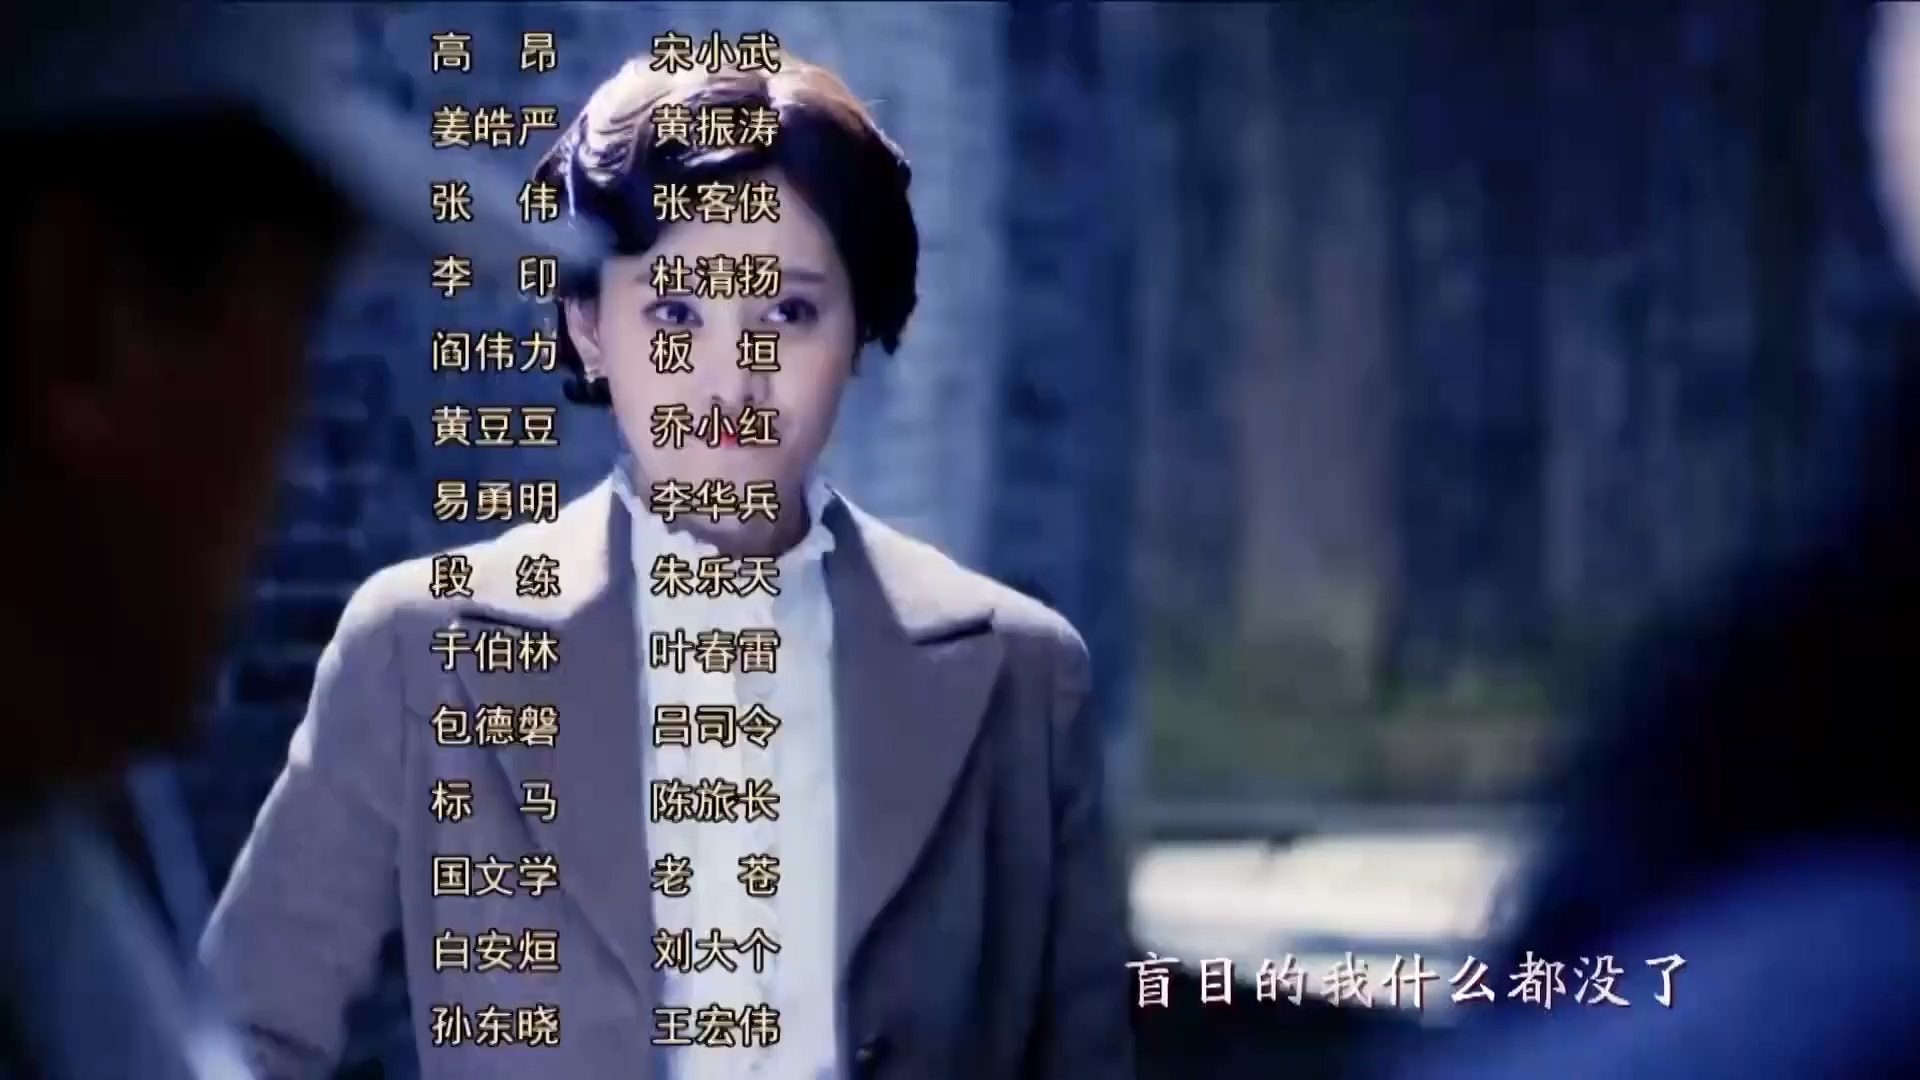 高 昂 宋小武
姜皓严 黄振涛
张 伟 张客侠
李 印 杜清扬
阎伟力 板 垣
黄豆豆 乔小红
易勇明 李华兵
段 练 朱乐天
于伯林 叶春雷
包德磐 吕司令
标 马 陈旅长
国文学 老 苍
白安烜 刘大个
孙东晓 王宏伟
盲目的我什么都没了